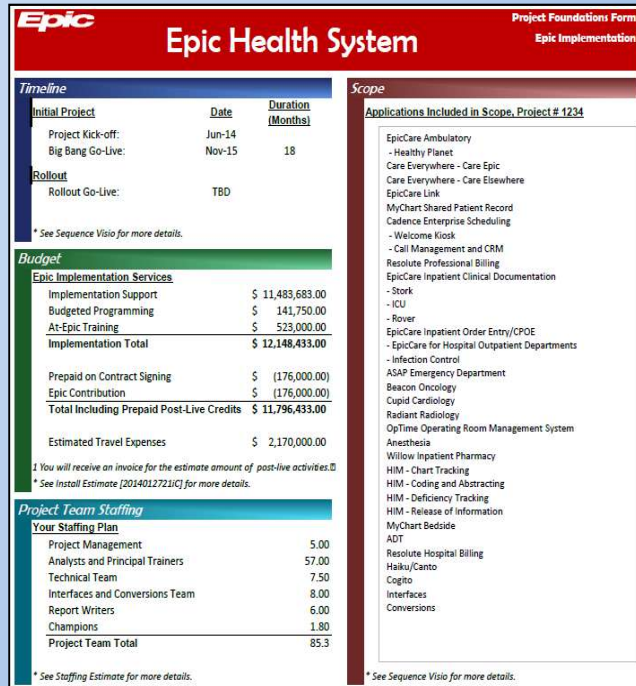 Epic
Project Foundations Form
Epic Health System
Epic Implementation
Timeline
Initial Project Date Duration (Months)
Project Kick-off: Jun-14
Big Bang Go-Live: Nov-15 18
Rollout
Rollout Go-Live: TBD
* See Sequence Visio for more details.
Budget
Epic Implementation Services
Implementation Support $ 11,483,683.00
Budgeted Programming $ 141,750.00
At-Epic Training $ 523,000.00
Implementation Total $ 12,148,433.00
Prepaid on Contract Signing $ (176,000.00)
Epic Contribution $ (176,000.00)
Total Including Prepaid Post-Live Credits $ 11,796,433.00
Estimated Travel Expenses $ 2,170,000.00
1 You will receive an invoice for the estimate amount of post-live activities.
* See Install Estimate [2014012721iC] for more details.
Project Team Staffing
Your Staffing Plan
Project Management 5.00
Analysts and Principal Trainers 57.00
Technical Team 7.50
Interfaces and Conversions Team 8.00
Report Writers 6.00
Champions 1.80
Project Team Total 85.3
* See Staffing Estimate for more details.
Scope
Applications Included in Scope, Project # 1234
EpicCare Ambulatory
- Healthy Planet
Care Everywhere - Care Epic
Care Everywhere - Care Elsewhere
EpicCare Link
MyChart Shared Patient Record
Cadence Enterprise Scheduling
- Welcome Kiosk
- Call Management and CRM
Resolute Professional Billing
EpicCare Inpatient Clinical Documentation
- Stork
- ICU
- Rover
EpicCare Inpatient Order Entry/CPOE
- EpicCare for Hospital Outpatient Departments
- Infection Control
ASAP Emergency Department
Beacon Oncology
Cupid Cardiology
Radiant Radiology
OpTime Operating Room Management System
Anesthesia
Willow Inpatient Pharmacy
HIM - Chart Tracking
HIM - Coding and Abstracting
HIM - Deficiency Tracking
HIM - Release of Information
MyChart Bedside
ADT
Resolute Hospital Billing
Haiku/Canto
Cogito
Interfaces
Conversions
* See Sequence Visio for more details.